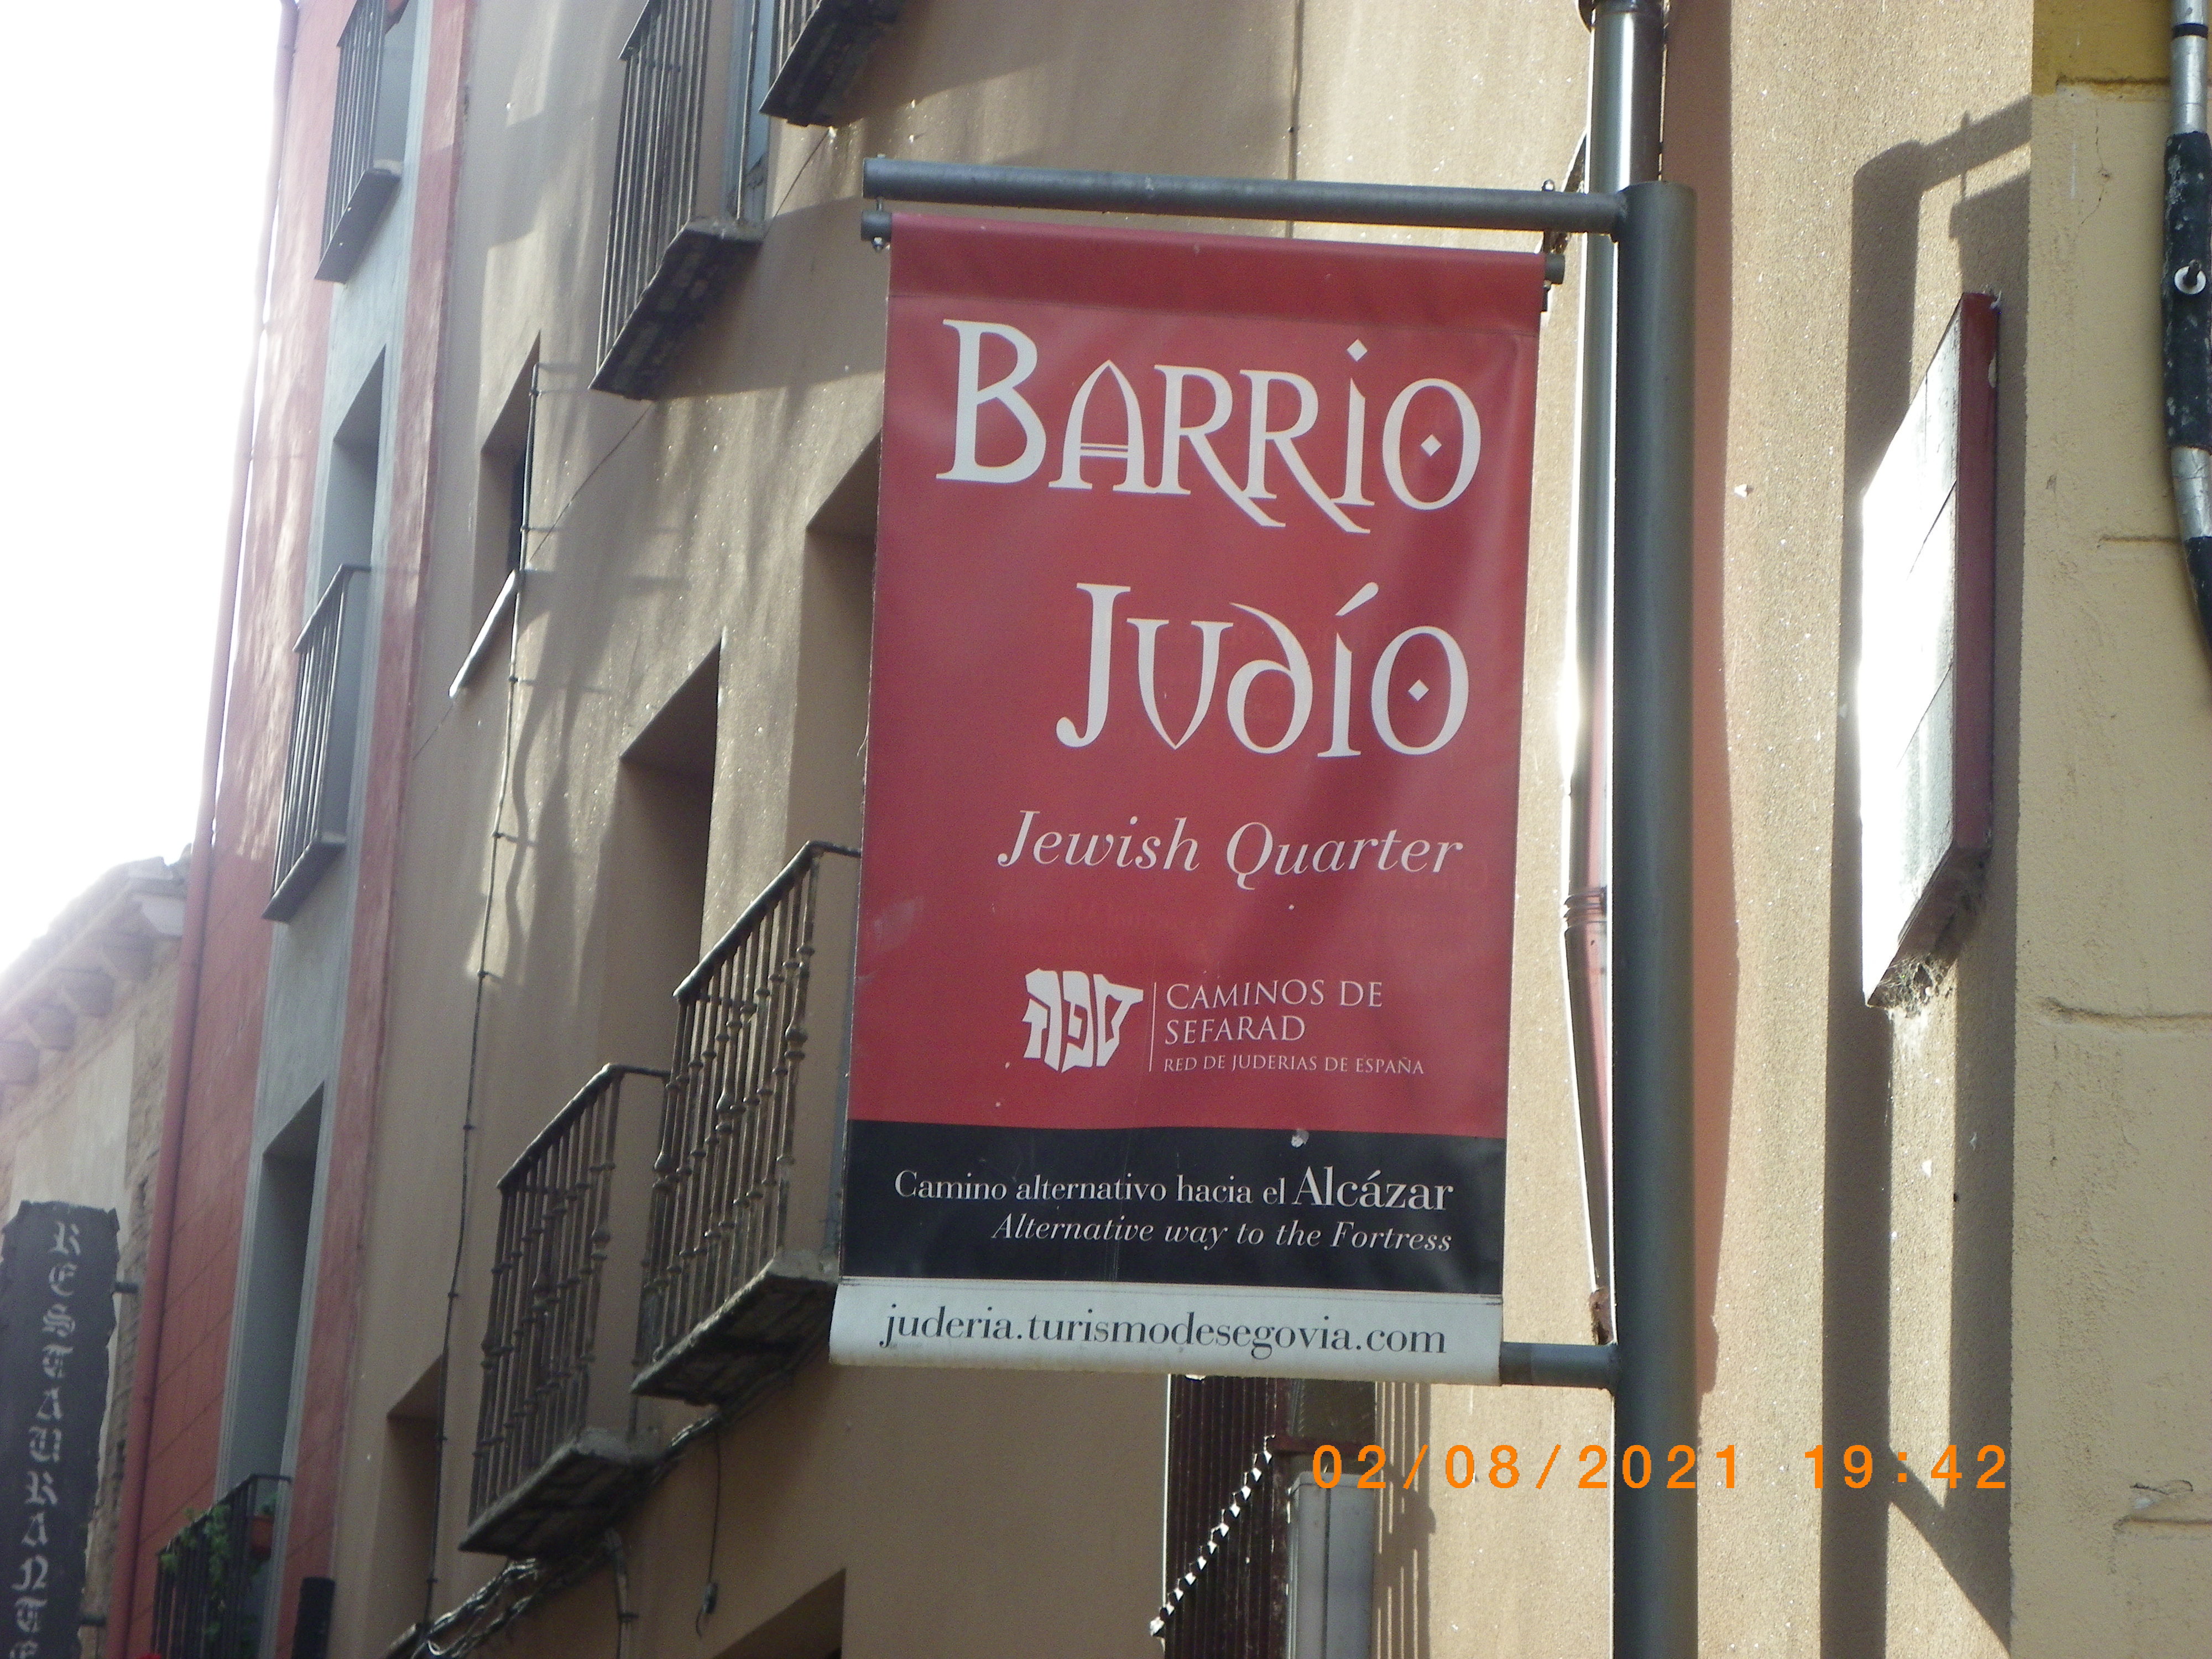 BARRIO
JUDÍO
Jewish Quarter
CAMINOS DE
SEFARAD
RED DE JUDERIAS DE ESPAÑA
Camino alternativo hacia el Alcázar
Alternative way to the Fortress
juderia.turismodesegovia.com
RESTAURANTE
02/08/2021 19:42